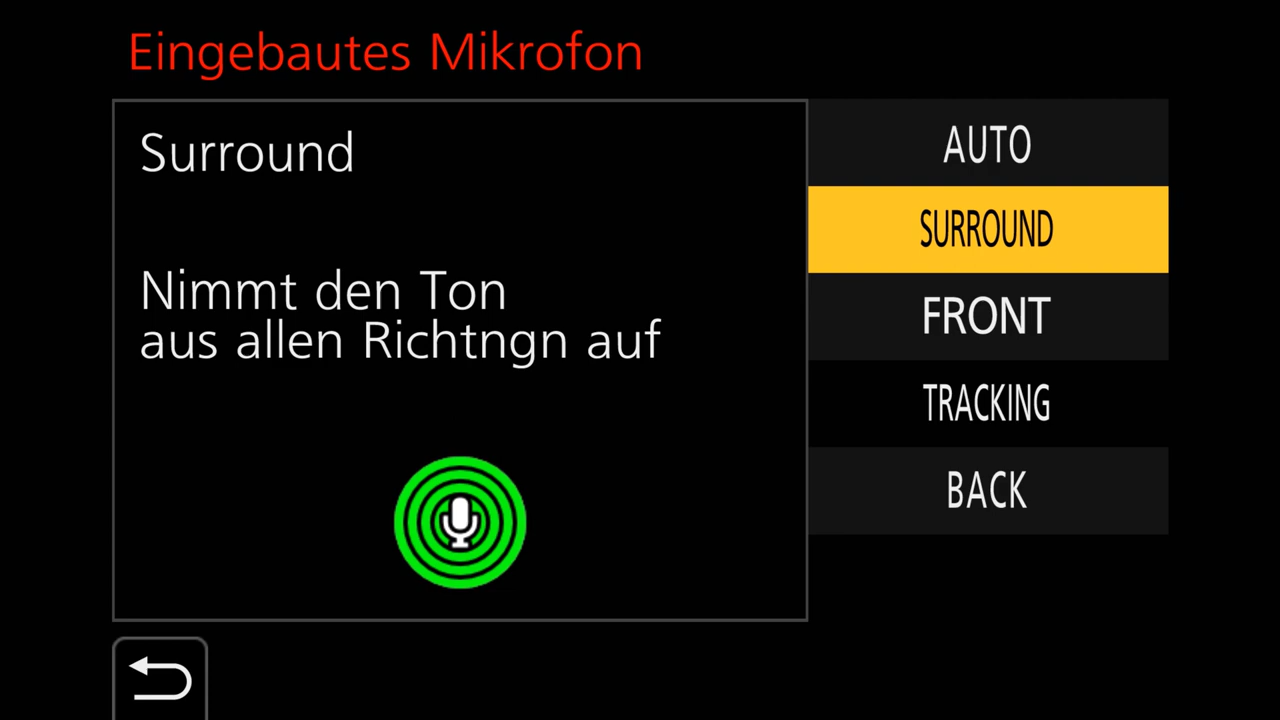 Eingebautes Mikrofon
Surround
Nimmt den Ton
aus allen Richtngn auf
AUTO
SURROUND
FRONT
TRACKING
BACK